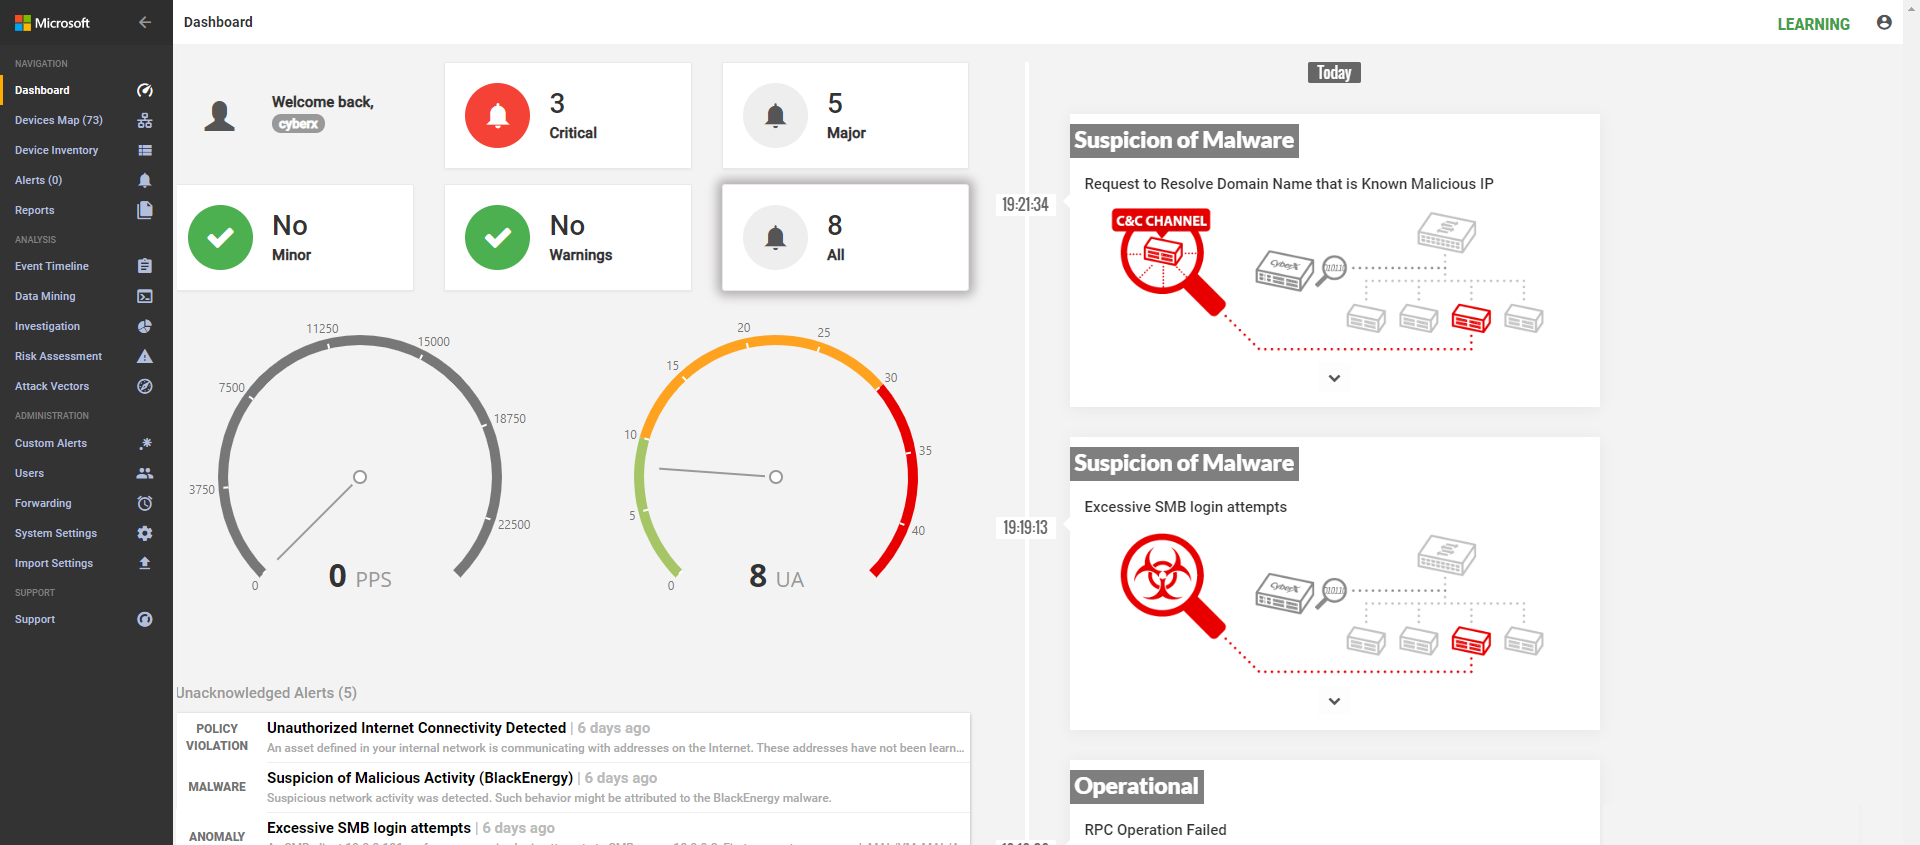 Microsoft
NAVIGATION
Dashboard
Devices Map (73)
Device Inventory
Alerts (0)
Reports
ANALYSIS
Event Timeline
Data Mining
Investigation
Risk Assessment
Attack Vectors
ADMINISTRATION
Custom Alerts
Users
Forwarding
System Settings
Import Settings
SUPPORT
Support
Dashboard
LEARNING
Welcome back,
cyberx
3
Critical
5
Major
No
Minor
No
Warnings
8
All
0
3750
7500
11250
15000
18750
22500
0 PPS
0
5
10
15
20
25
30
35
40
8 UA
Unacknowledged Alerts (5)
POLICY
VIOLATION
Unauthorized Internet Connectivity Detected | 6 days ago
An asset defined in your internal network is communicating with addresses on the Internet. These addresses have not been learn...
MALWARE
Suspicion of Malicious Activity (BlackEnergy) | 6 days ago
Suspicious network activity was detected. Such behavior might be attributed to the BlackEnergy malware.
ANOMALY
Excessive SMB login attempts | 6 days ago
Today
19:21:34
Suspicion of Malware
Request to Resolve Domain Name that is Known Malicious IP
C&C CHANNEL
CyberX
010110
19:19:13
Suspicion of Malware
Excessive SMB login attempts
CyberX
010110
Operational
RPC Operation Failed